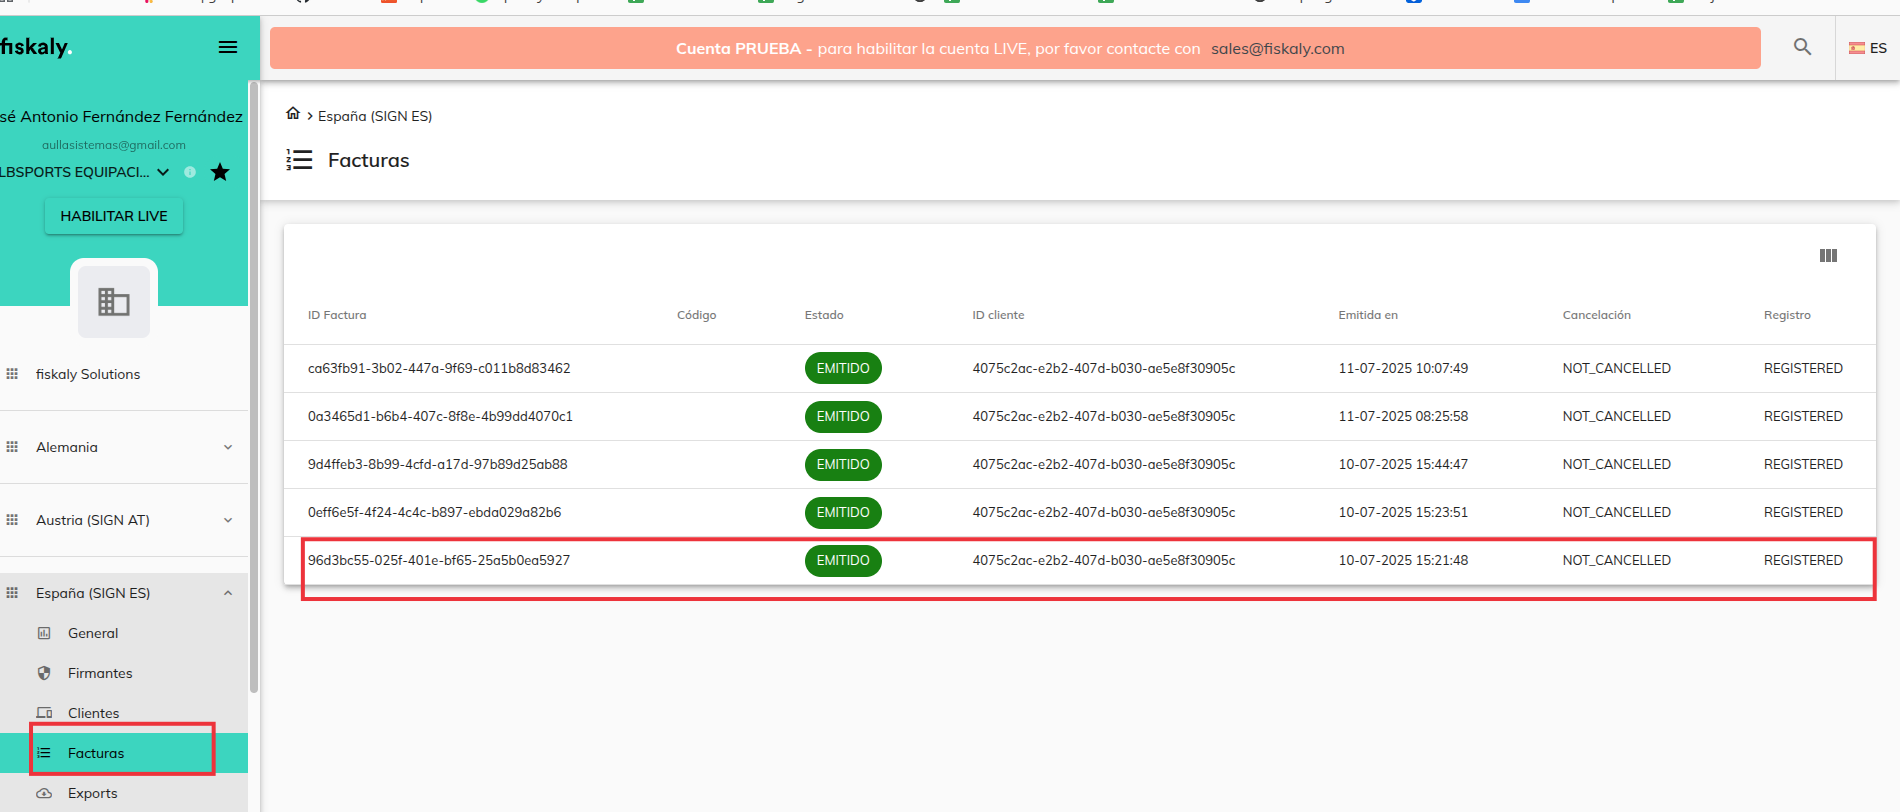 fiskaly.
Cuenta PRUEBA - para habilitar la cuenta LIVE, por favor contacte con sales@fiskaly.com
ES
sé Antonio Fernández Fernández
aullasistemas@gmail.com
LBSPORTS EQUIPACI...
HABILITAR LIVE
España (SIGN ES)
Facturas
ID Factura Código Estado ID cliente Emitida en Cancelación Registro
ca63fb91-3b02-447a-9f69-c011b8d83462 EMITIDO 4075c2ac-e2b2-407d-b030-ae5e8f30905c 11-07-2025 10:07:49 NOT_CANCELLED REGISTERED
0a3465d1-b6b4-407c-8f8e-4b99dd4070c1 EMITIDO 4075c2ac-e2b2-407d-b030-ae5e8f30905c 11-07-2025 08:25:58 NOT_CANCELLED REGISTERED
9d4ffeb3-8b99-4cfd-a17d-97b89d25ab88 EMITIDO 4075c2ac-e2b2-407d-b030-ae5e8f30905c 10-07-2025 15:44:47 NOT_CANCELLED REGISTERED
0eff6e5f-4f24-4c4c-b897-ebda029a82b6 EMITIDO 4075c2ac-e2b2-407d-b030-ae5e8f30905c 10-07-2025 15:23:51 NOT_CANCELLED REGISTERED
96d3bc55-025f-401e-bf65-25a5b0ea5927 EMITIDO 4075c2ac-e2b2-407d-b030-ae5e8f30905c 10-07-2025 15:21:48 NOT_CANCELLED REGISTERED
fiskaly Solutions
Alemania
Austria (SIGN AT)
España (SIGN ES)
General
Firmantes
Clientes
Facturas
Exports